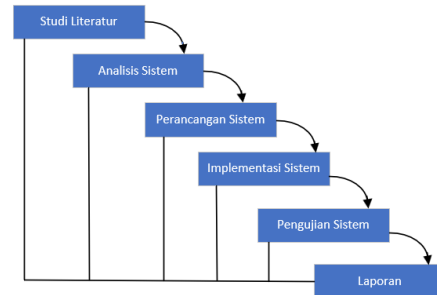 Studi Literatur
Analisis Sistem
Perancangan Sistem
Implementasi Sistem
Pengujian Sistem
Laporan